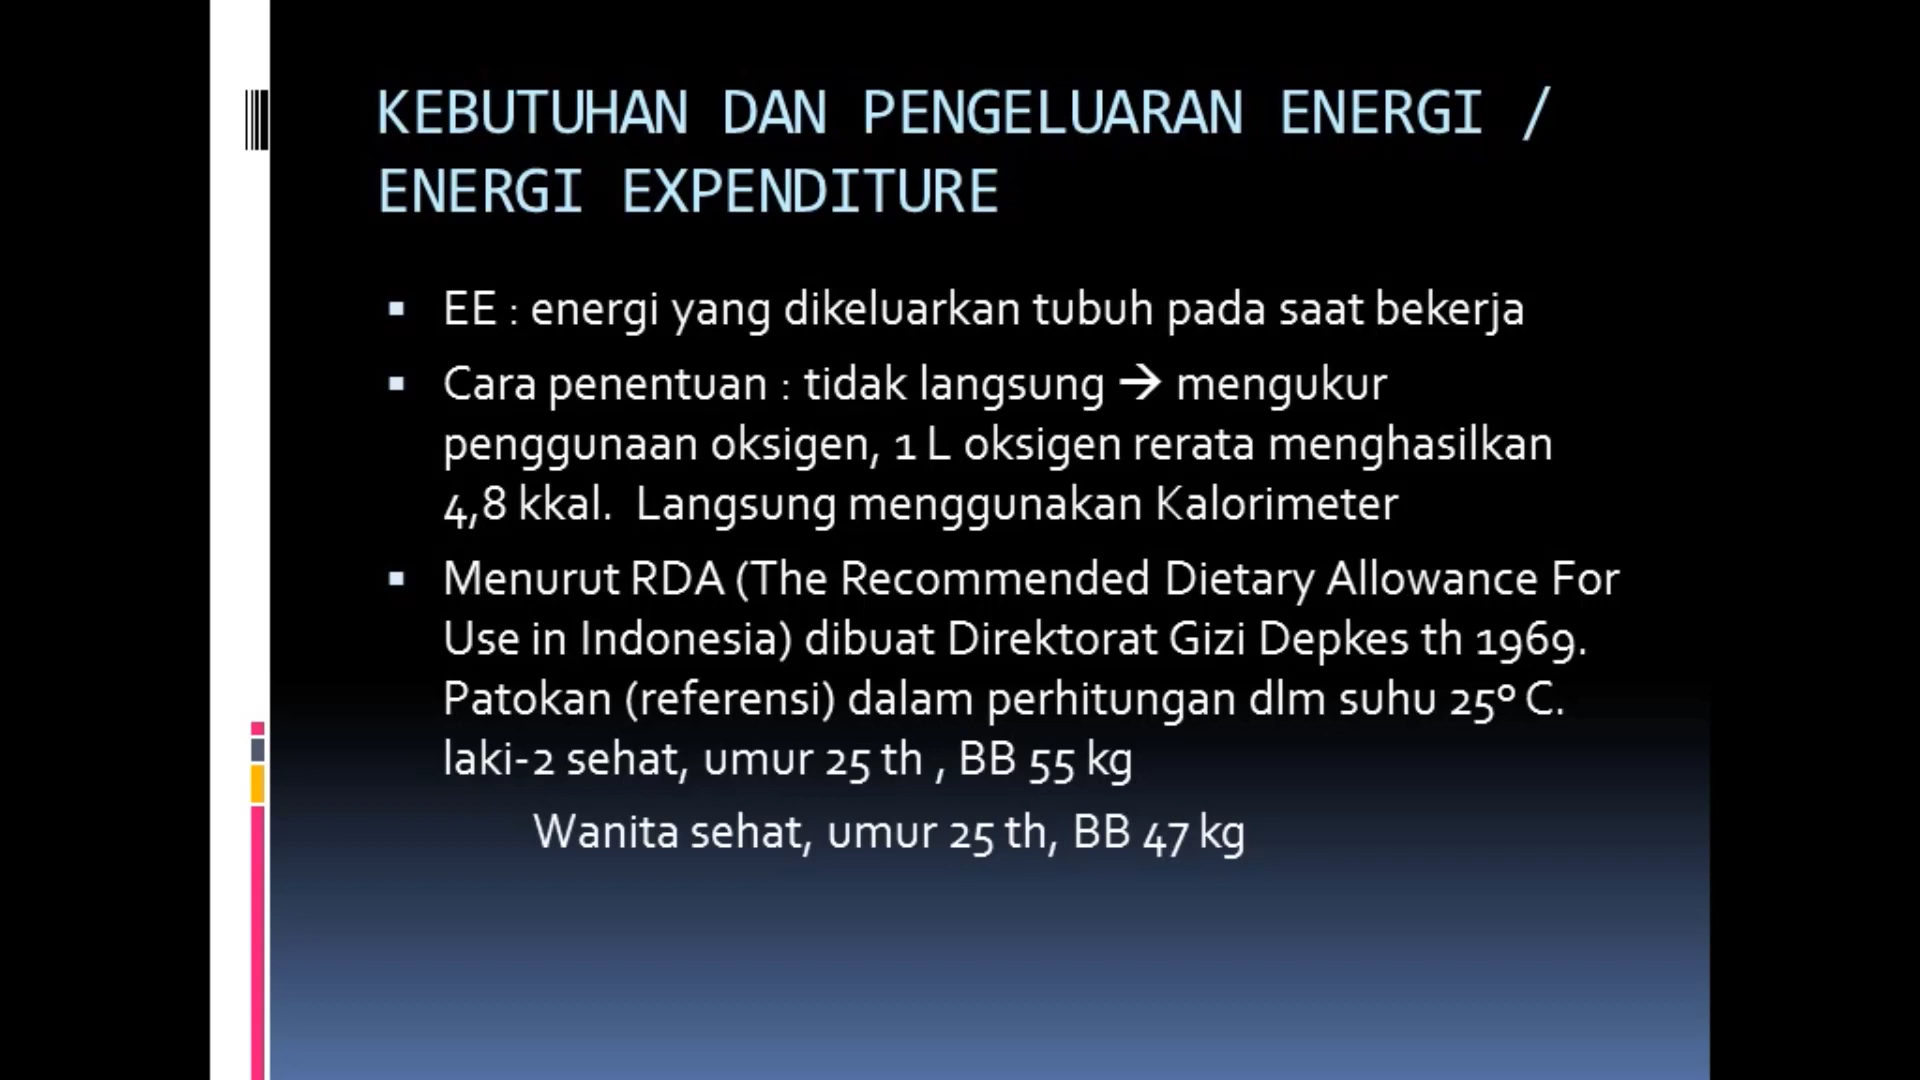 KEBUTUHAN DAN PENGELUARAN ENERGI /
ENERGI EXPENDITURE
▪ EE : energi yang dikeluarkan tubuh pada saat bekerja
▪ Cara penentuan : tidak langsung → mengukur
penggunaan oksigen, 1 L oksigen rerata menghasilkan
4,8 kkal.  Langsung menggunakan Kalorimeter
▪ Menurut RDA (The Recommended Dietary Allowance For
Use in Indonesia) dibuat Direktorat Gizi Depkes th 1969.
Patokan (referensi) dalam perhitungan dlm suhu 25º C.
laki-2 sehat, umur 25 th , BB 55 kg
Wanita sehat, umur 25 th, BB 47 kg